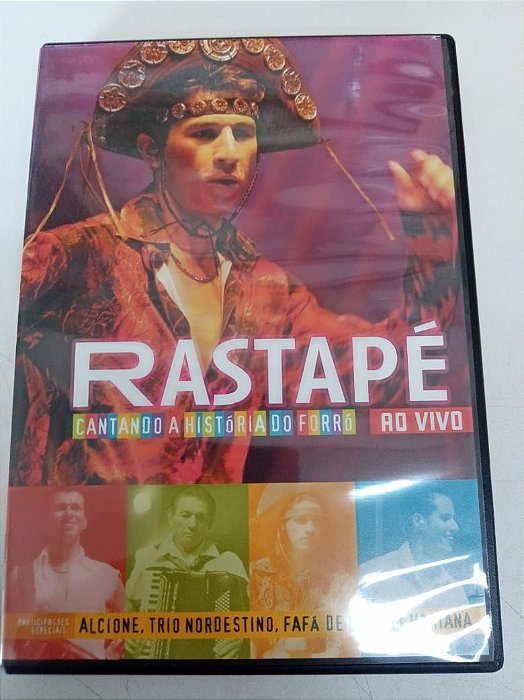 RASTAPÉ
CANTANDO A HISTÓRIA DO FORRÓ AO VIVO
PARTICIPAÇÕES
ESPECIAIS:
ALCIONE, TRIO NORDESTINO, FAFÁ DE